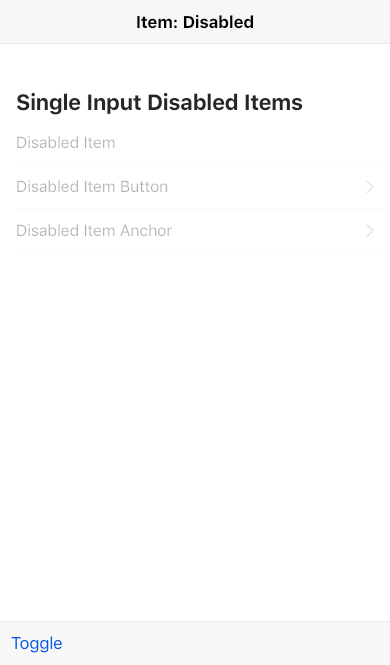 Item: Disabled
Single Input Disabled Items
Disabled Item
Disabled Item Button
Disabled Item Anchor
Toggle